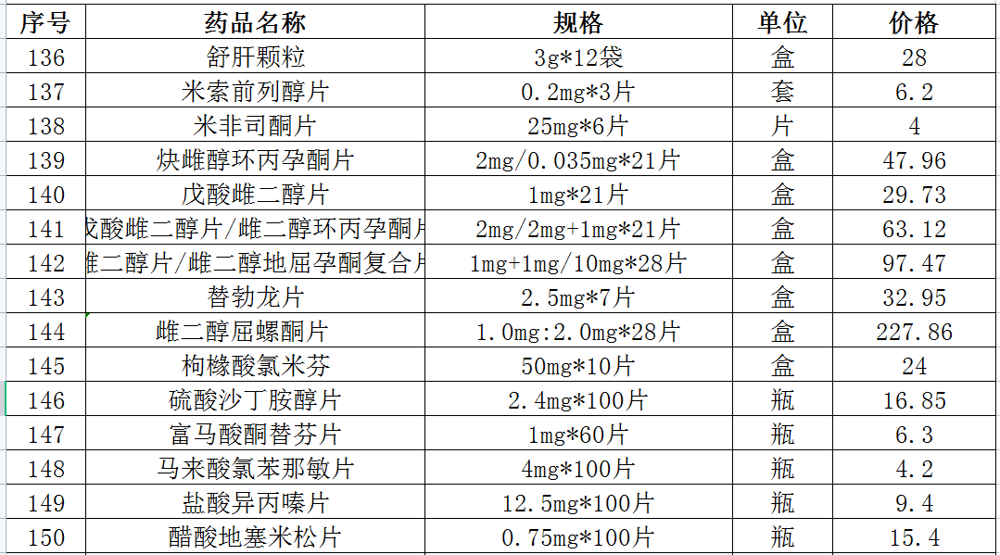 序号 药品名称 规格 单位 价格
136 舒肝颗粒 3g*12袋 盒 28
137 米索前列醇片 0.2mg*3片 套 6.2
138 米非司酮片 25mg*6片 片 4
139 炔雌醇环丙孕酮片 2mg/0.035mg*21片 盒 47.96
140 戊酸雌二醇片 1mg*21片 盒 29.73
141 戊酸雌二醇片/雌二醇环丙孕酮片 2mg/2mg+1mg*21片 盒 63.12
142 雌二醇片/雌二醇地屈孕酮复合片 1mg+1mg/10mg*28片 盒 97.47
143 替勃龙片 2.5mg*7片 盒 32.95
144 雌二醇屈螺酮片 1.0mg:2.0mg*28片 盒 227.86
145 枸橼酸氯米芬 50mg*10片 盒 24
146 硫酸沙丁胺醇片 2.4mg*100片 瓶 16.85
147 富马酸酮替芬片 1mg*60片 瓶 6.3
148 马来酸氯苯那敏片 4mg*100片 瓶 4.2
149 盐酸异丙嗪片 12.5mg*100片 瓶 9.4
150 醋酸地塞米松片 0.75mg*100片 瓶 15.4